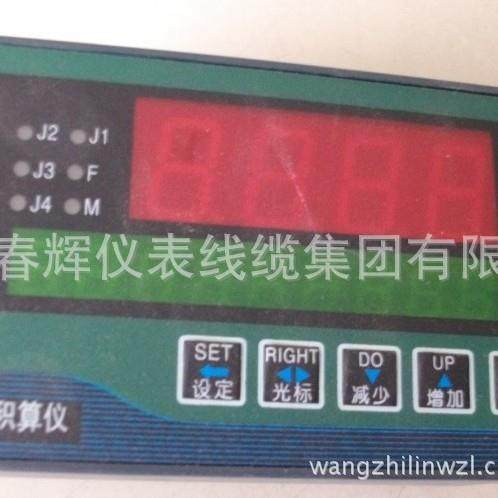 J2 J1
J3 F
J4 M
春辉仪表线缆集团有限
SET RIGHT DO UP
设定 光标 减少 增加
积算仪
wangzhilinwzl.c